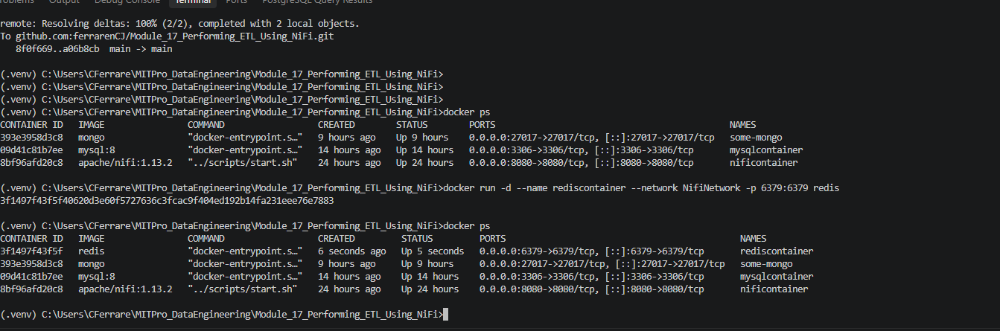 Problems Output Debug Console Terminal Ports PostgreSQL Query Results
remote: Resolving deltas: 100% (2/2), completed with 2 local objects.
To github.com:ferrarenCJ/Module_17_Performing_ETL_Using_NiFi.git
   8f0f669..a06b8cb  main -> main
(.venv) C:\Users\CFerrare\MITPro_DataEngineering\Module_17_Performing_ETL_Using_NiFi>
(.venv) C:\Users\CFerrare\MITPro_DataEngineering\Module_17_Performing_ETL_Using_NiFi>
(.venv) C:\Users\CFerrare\MITPro_DataEngineering\Module_17_Performing_ETL_Using_NiFi>
(.venv) C:\Users\CFerrare\MITPro_DataEngineering\Module_17_Performing_ETL_Using_NiFi>docker ps
CONTAINER ID   IMAGE                COMMAND                  CREATED        STATUS        PORTS                                             NAMES
393e3958d3c8   mongo                "docker-entrypoint.s…"   9 hours ago    Up 9 hours    0.0.0.0:27017->27017/tcp, [::]:27017->27017/tcp   some-mongo
09d41c81b7ee   mysql:8              "docker-entrypoint.s…"   14 hours ago   Up 14 hours   0.0.0.0:3306->3306/tcp, [::]:3306->3306/tcp       mysqlcontainer
8bf96afd20c8   apache/nifi:1.13.2   "../scripts/start.sh"    24 hours ago   Up 24 hours   0.0.0.0:8080->8080/tcp, [::]:8080->8080/tcp       nificontainer
(.venv) C:\Users\CFerrare\MITPro_DataEngineering\Module_17_Performing_ETL_Using_NiFi>docker run -d --name rediscontainer --network NifiNetwork -p 6379:6379 redis
3f1497f43f5f40620d3e60f5727636c3fcac9f404ed192b14fa231eee76e7883
(.venv) C:\Users\CFerrare\MITPro_DataEngineering\Module_17_Performing_ETL_Using_NiFi>docker ps
CONTAINER ID   IMAGE                COMMAND                  CREATED         STATUS         PORTS                                             NAMES
3f1497f43f5f   redis                "docker-entrypoint.s…"   6 seconds ago   Up 5 seconds   0.0.0.0:6379->6379/tcp, [::]:6379->6379/tcp       rediscontainer
393e3958d3c8   mongo                "docker-entrypoint.s…"   9 hours ago     Up 9 hours     0.0.0.0:27017->27017/tcp, [::]:27017->27017/tcp   some-mongo
09d41c81b7ee   mysql:8              "docker-entrypoint.s…"   14 hours ago    Up 14 hours    0.0.0.0:3306->3306/tcp, [::]:3306->3306/tcp       mysqlcontainer
8bf96afd20c8   apache/nifi:1.13.2   "../scripts/start.sh"    24 hours ago    Up 24 hours    0.0.0.0:8080->8080/tcp, [::]:8080->8080/tcp       nificontainer
(.venv) C:\Users\CFerrare\MITPro_DataEngineering\Module_17_Performing_ETL_Using_NiFi>